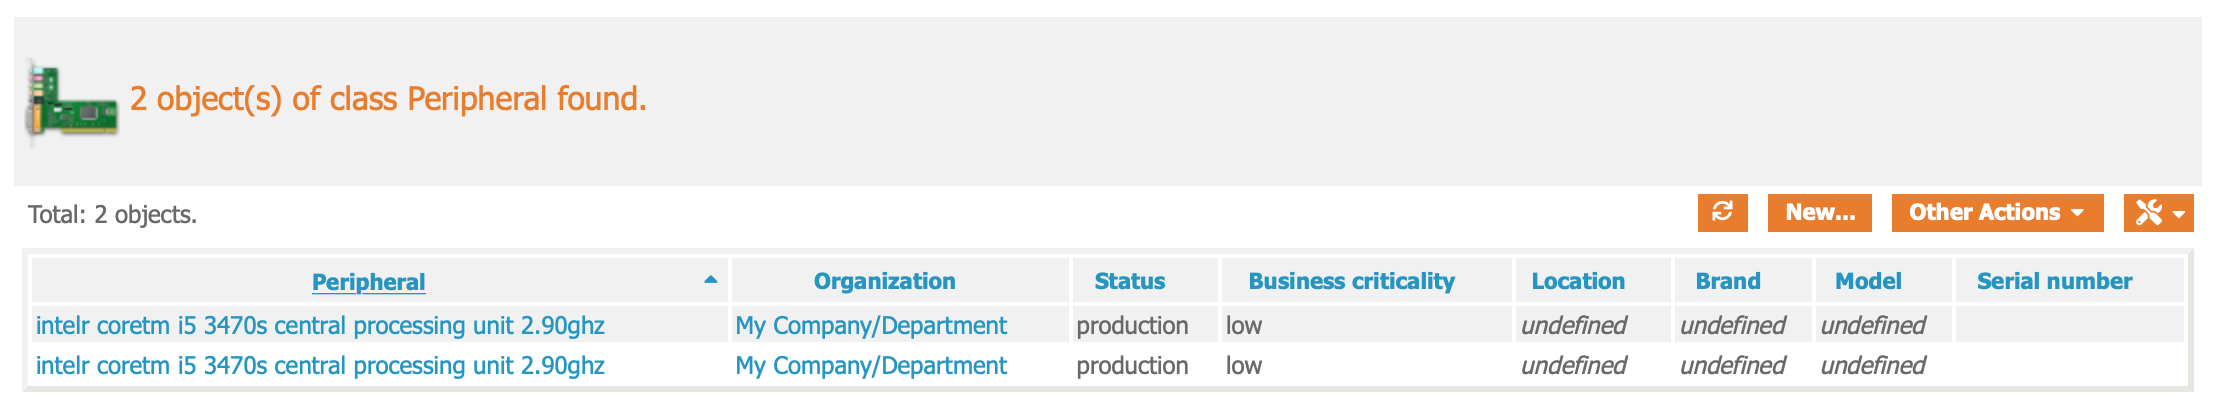 2 object(s) of class Peripheral found.
Total: 2 objects.
New...
Other Actions
Peripheral Organization Status Business criticality Location Brand Model Serial number
intelr coretm i5 3470s central processing unit 2.90ghz My Company/Department production low undefined undefined undefined
intelr coretm i5 3470s central processing unit 2.90ghz My Company/Department production low undefined undefined undefined